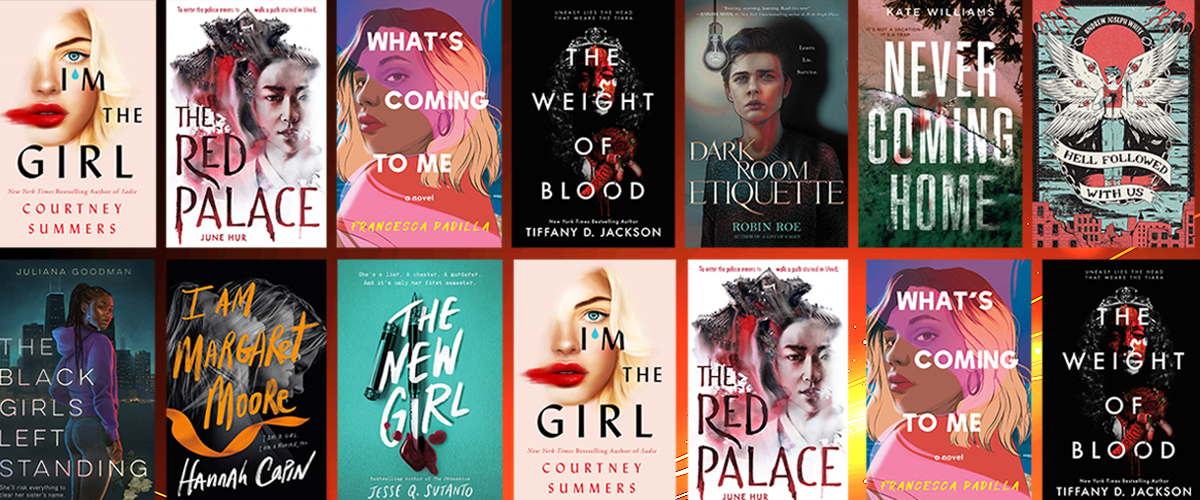 I'M
THE
GIRL
New York Times Bestselling Author of Sadie
COURTNEY
SUMMERS
To enter the palace means to walk a path stained in blood.
THE
RED
PALACE
JUNE HUR
WHAT'S
COMING
TO ME
a novel
FRANCESCA PADILLA
UNEASY LIES THE HEAD
THAT WEARS THE TIARA
THE
WEIGHT
OF
BLOOD
New York Times Bestselling Author
TIFFANY D. JACKSON
Learn.
Lie.
Survive.
DARK
ROOM
ETIQUETTE
ROBIN ROE
KATE WILLIAMS
IT'S NOT A VACATION.
IT'S A TRAP.
NEVER
COMING
HOME
ANDREW JOSEPH WHITE
HELL FOLLOWED
WITH US
JULIANA GOODMAN
THE
BLACK
GIRLS
LEFT
STANDING
She'll risk everything to
clear her sister's name.
I AM
MARGARET
MOORE
HANNAH CAPIN
She's a liar. A cheater. A murderer.
And it's only her first semester.
THE
NEW
GIRL
Bestselling Author of The Obsession
JESSE Q. SUTANTO
I'M
THE
GIRL
New York Times Bestselling Author of Sadie
COURTNEY
SUMMERS
To enter the palace means to walk a path stained in blood.
THE
RED
PALACE
JUNE HUR
WHAT'S
COMING
TO ME
a novel
FRANCESCA PADILLA
UNEASY LIES THE HEAD
THAT WEARS THE TIARA
THE
WEIGHT
OF
BLOOD
New York Times Bestselling Author
TIFFANY D. JACKSON